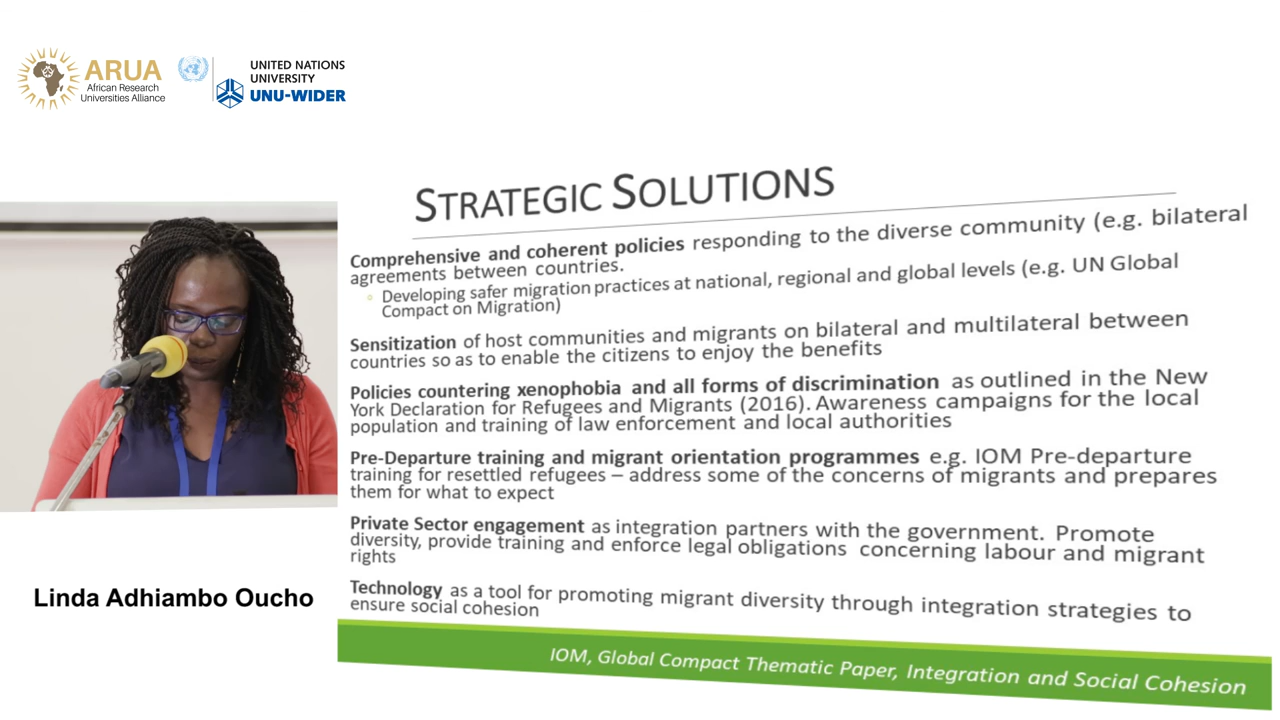 ARUA
African Research
Universities Alliance
UNITED NATIONS
UNIVERSITY
UNU-WIDER
STRATEGIC SOLUTIONS
Comprehensive and coherent policies responding to the diverse community (e.g. bilateral
agreements between countries.
Developing safer migration practices at national, regional and global levels (e.g. UN Global
Compact on Migration)
Sensitization of host communities and migrants on bilateral and multilateral between
countries so as to enable the citizens to enjoy the benefits
Policies countering xenophobia and all forms of discrimination as outlined in the New
York Declaration for Refugees and Migrants (2016). Awareness campaigns for the local
population and training of law enforcement and local authorities
Pre-Departure training and migrant orientation programmes e.g. IOM Pre-departure
training for resettled refugees – address some of the concerns of migrants and prepares
them for what to expect
Private Sector engagement as integration partners with the government. Promote
diversity, provide training and enforce legal obligations concerning labour and migrant
rights
Technology as a tool for promoting migrant diversity through integration strategies to
ensure social cohesion
IOM, Global Compact Thematic Paper, Integration and Social Cohesion
Linda Adhiambo Oucho